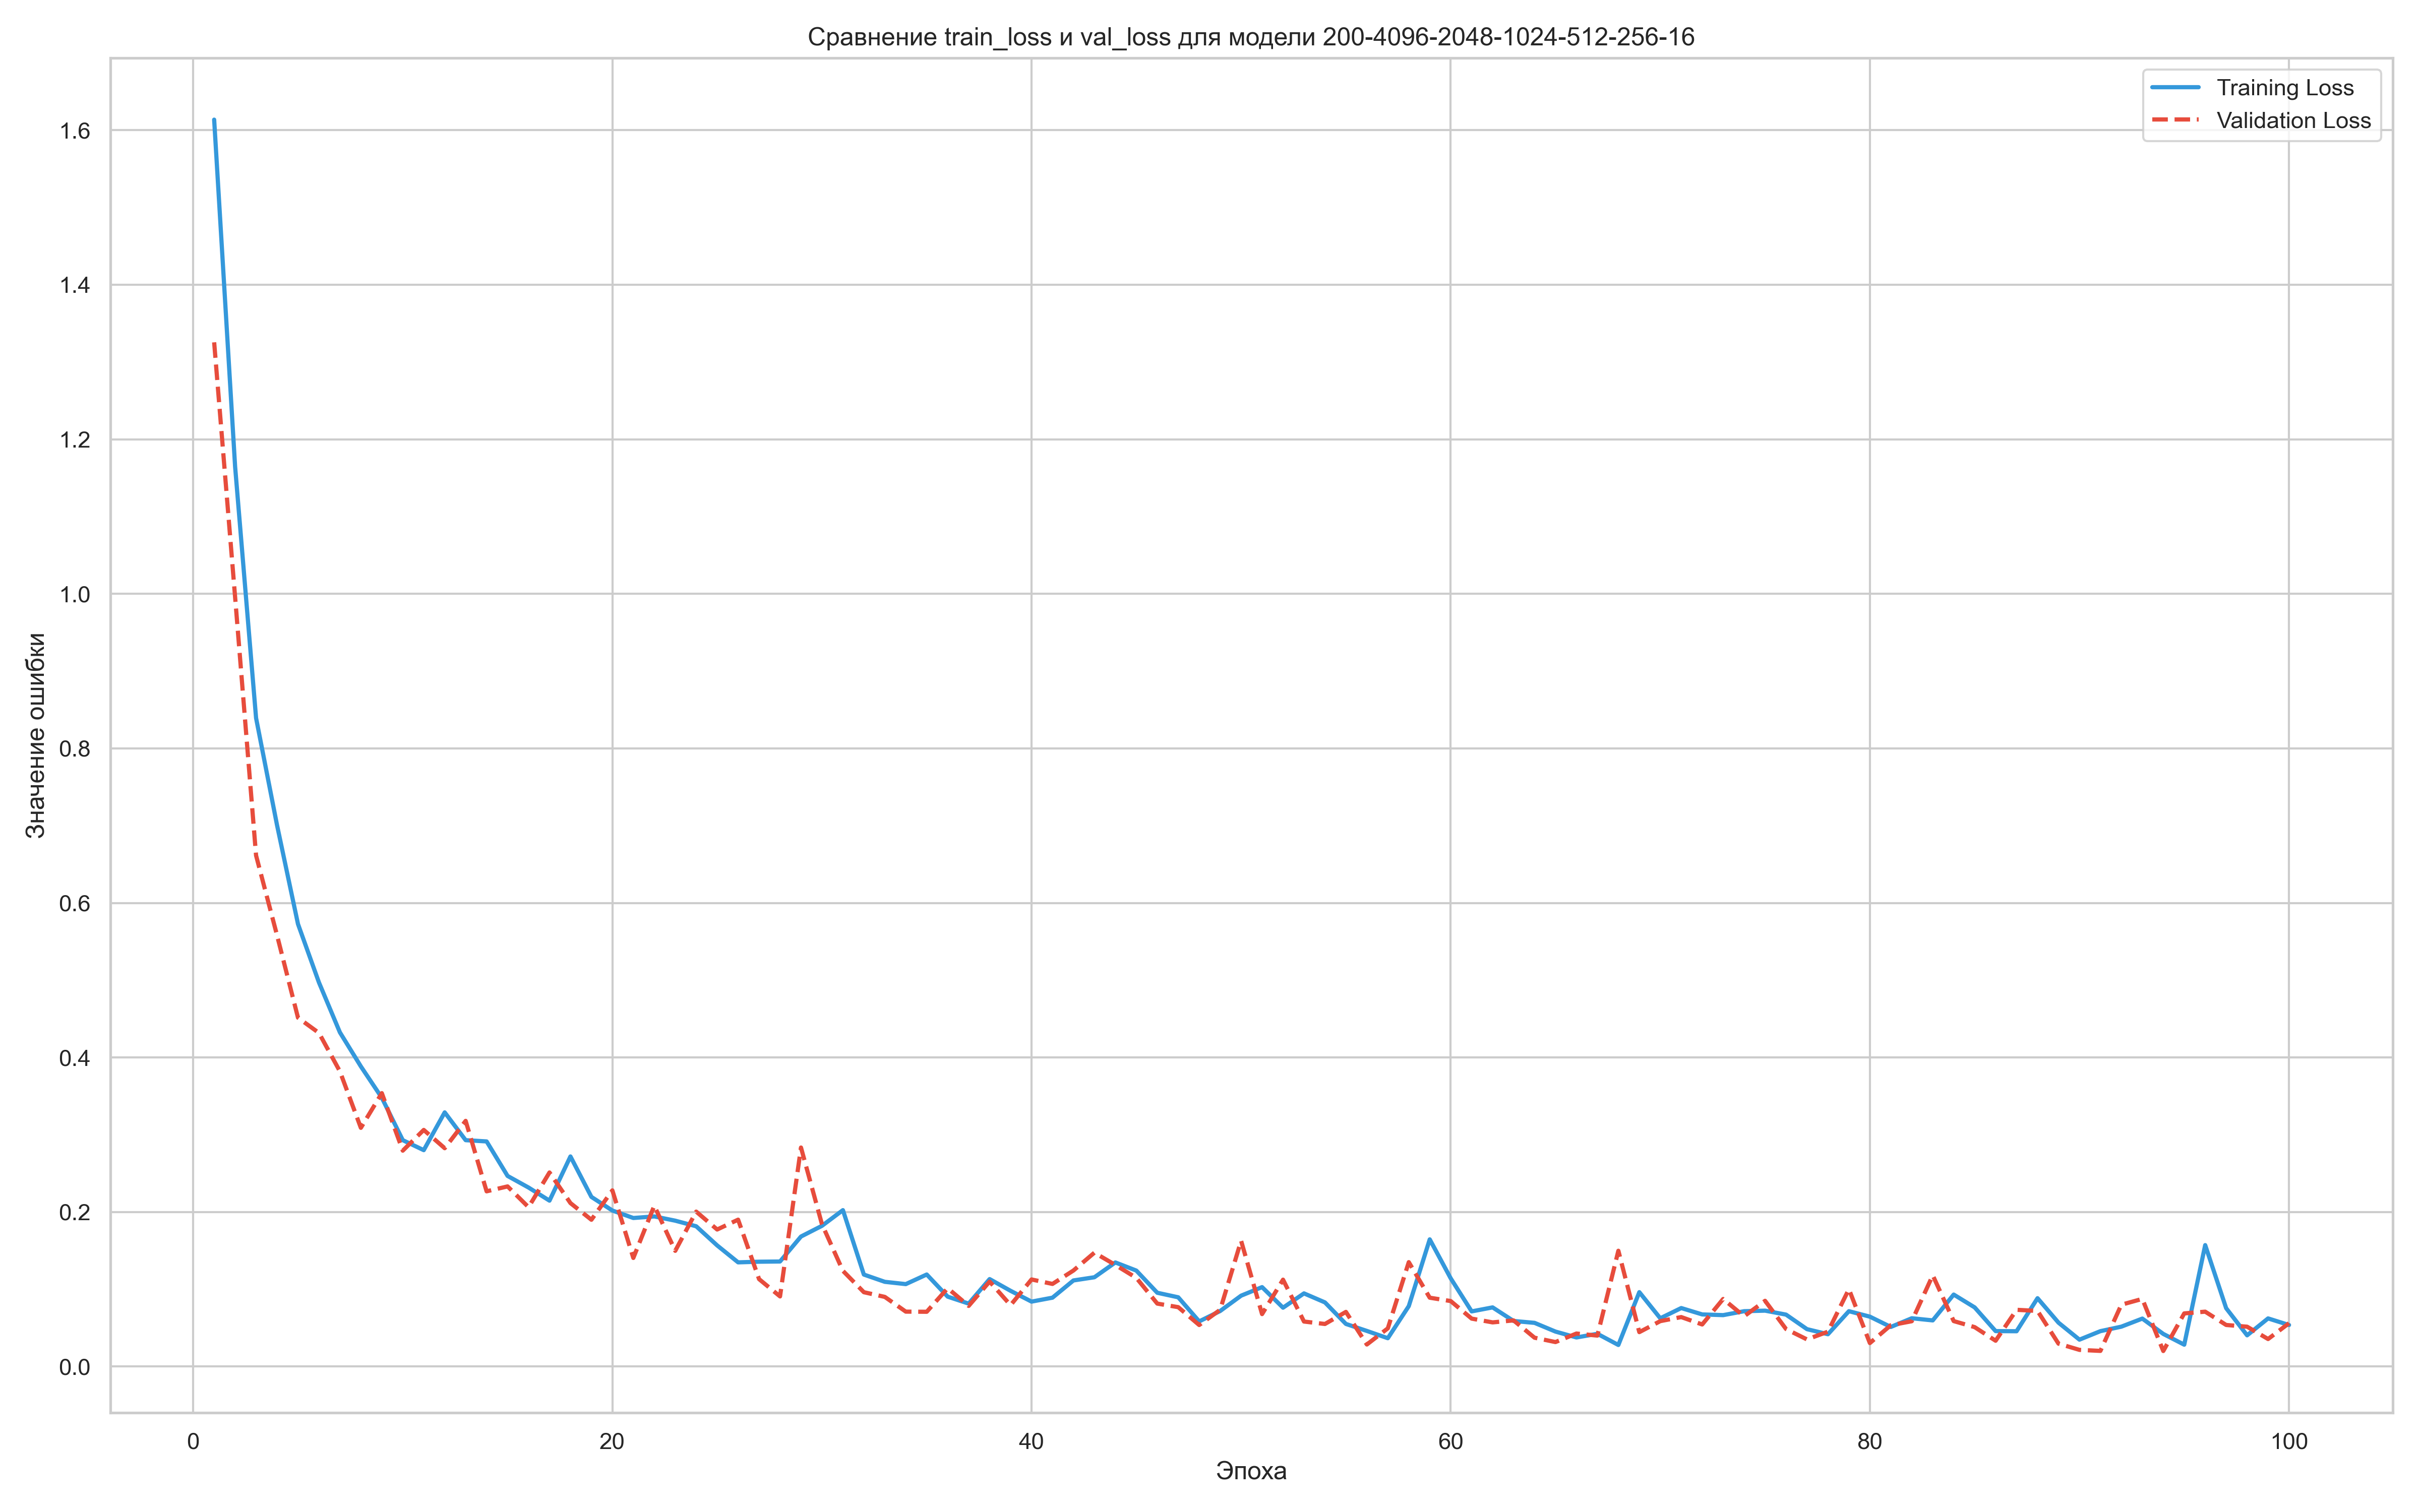 Сравнение train_loss и val_loss для модели 200-4096-2048-1024-512-256-16
Training Loss
Validation Loss
1.6
1.4
1.2
1.0
0.8
0.6
0.4
0.2
0.0
Значение ошибки
0 20 40 60 80 100
Эпоха